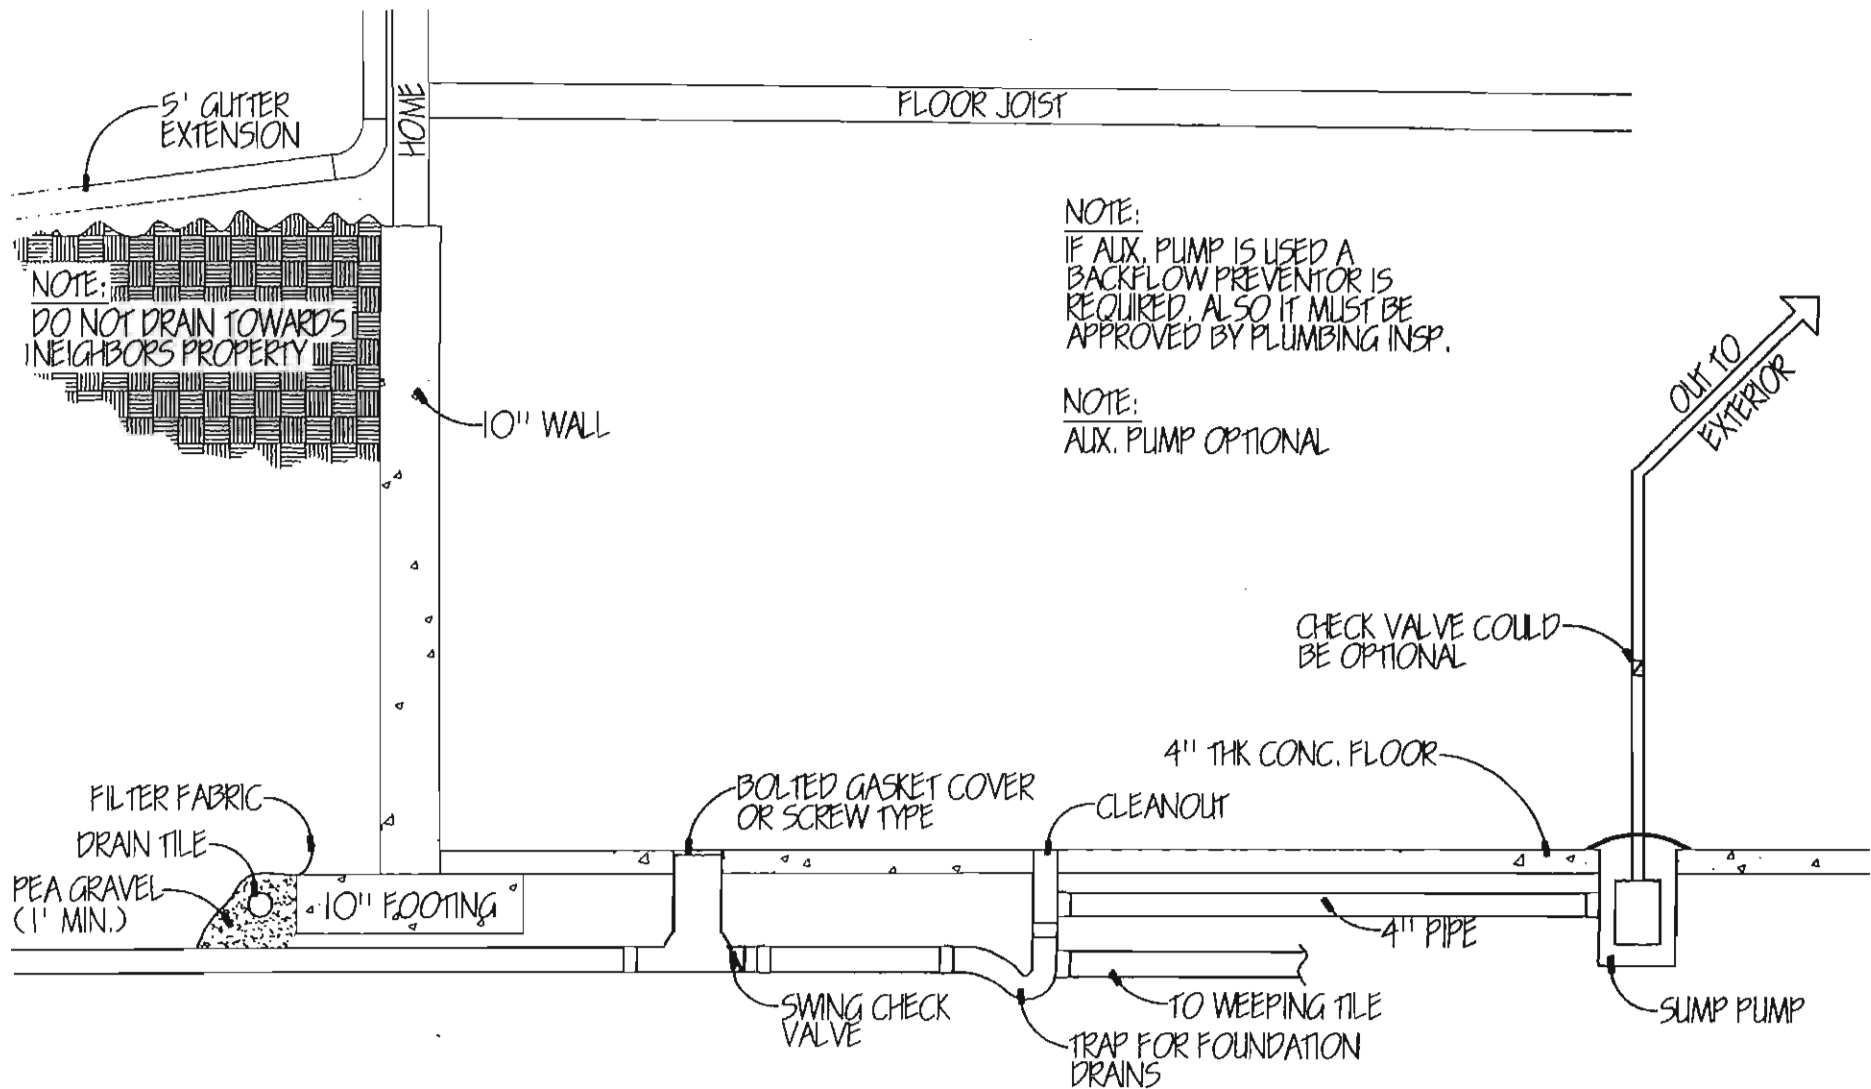 5' GUTTER
EXTENSION
HOME
FLOOR JOIST
NOTE:
DO NOT DRAIN TOWARDS
NEIGHBORS PROPERTY
NOTE:
IF AUX. PUMP IS USED A
BACKFLOW PREVENTOR IS
REQUIRED. ALSO IT MUST BE
APPROVED BY PLUMBING INSP.
NOTE:
AUX. PUMP OPTIONAL
10" WALL
OUT TO
EXTERIOR
CHECK VALVE COULD
BE OPTIONAL
4" THK CONC. FLOOR
BOLTED GASKET COVER
OR SCREW TYPE
CLEANOUT
FILTER FABRIC
DRAIN TILE
PEA GRAVEL
(1' MIN.)
10" FOOTING
4" PIPE
SWING CHECK
VALVE
TO WEEPING TILE
TRAP FOR FOUNDATION
DRAINS
SUMP PUMP